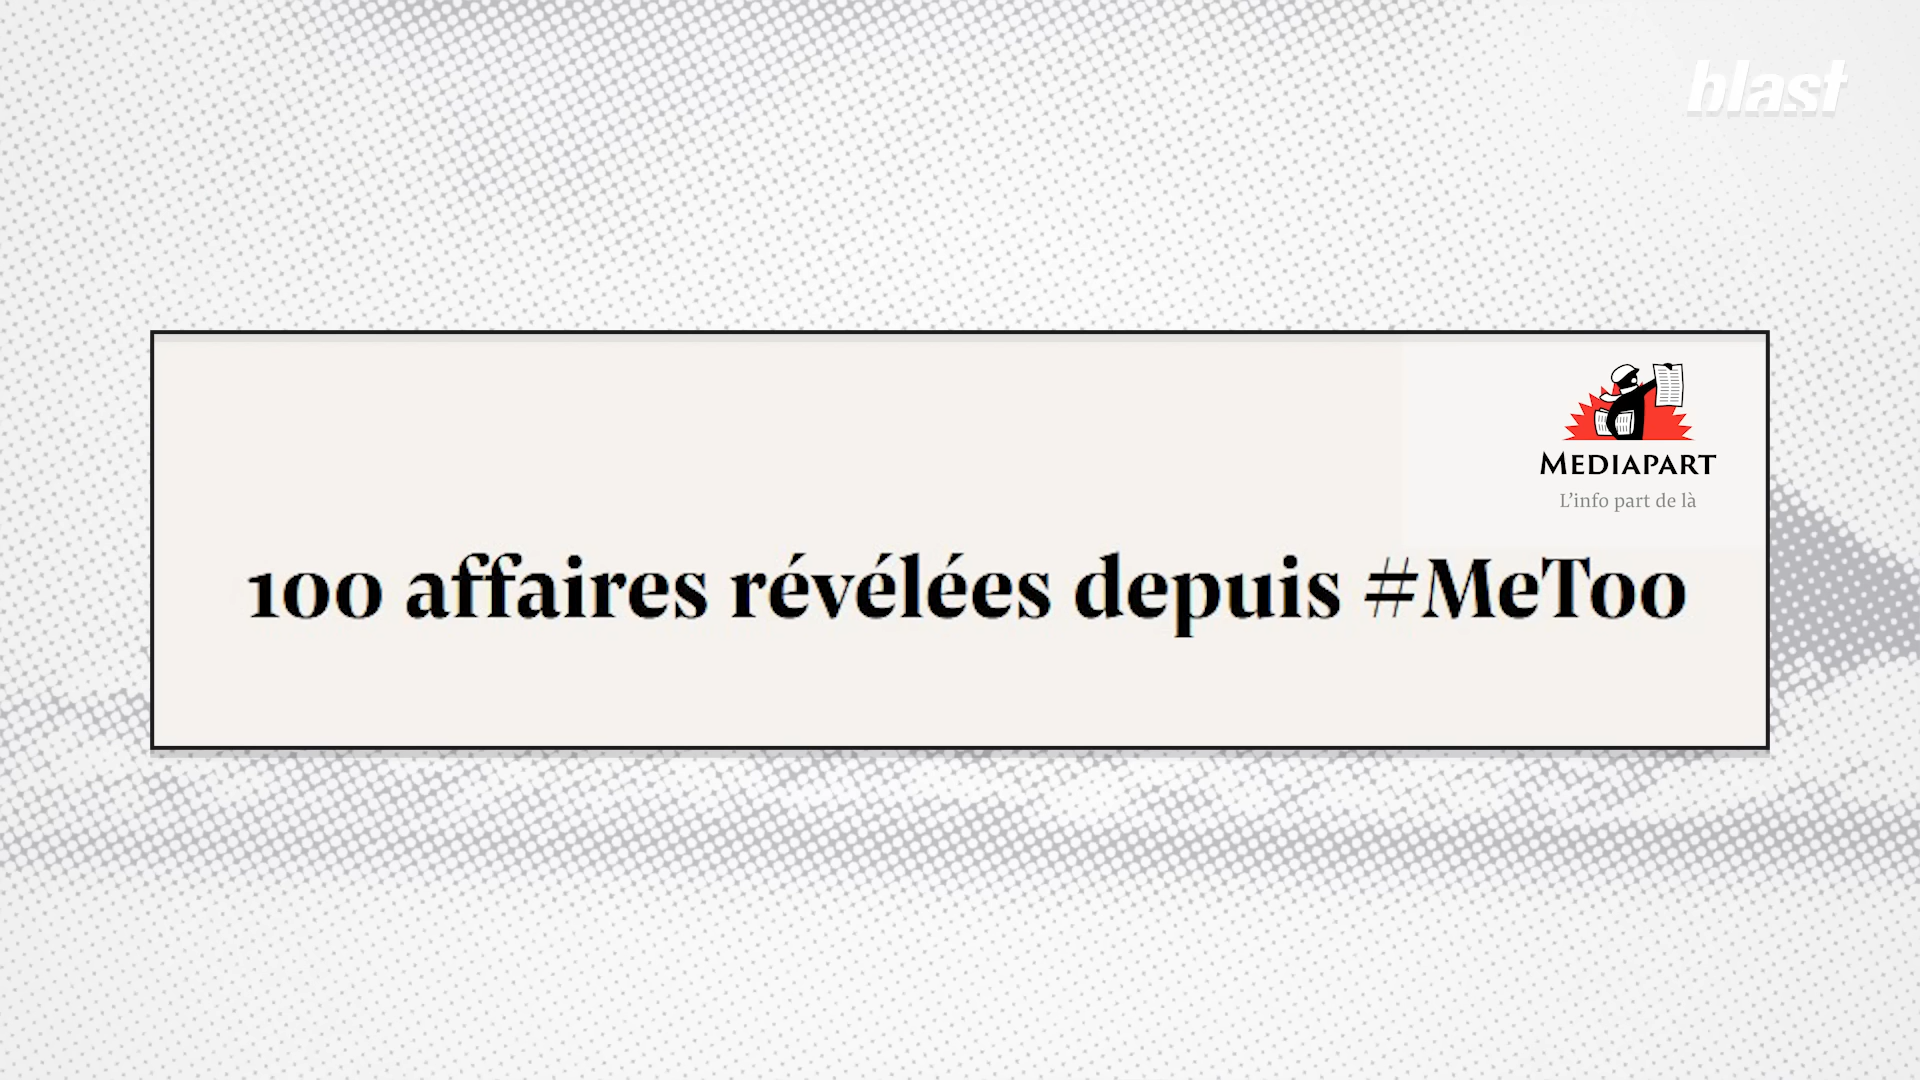 blast
MEDIAPART
L'info part de là
100 affaires révélées depuis #MeToo